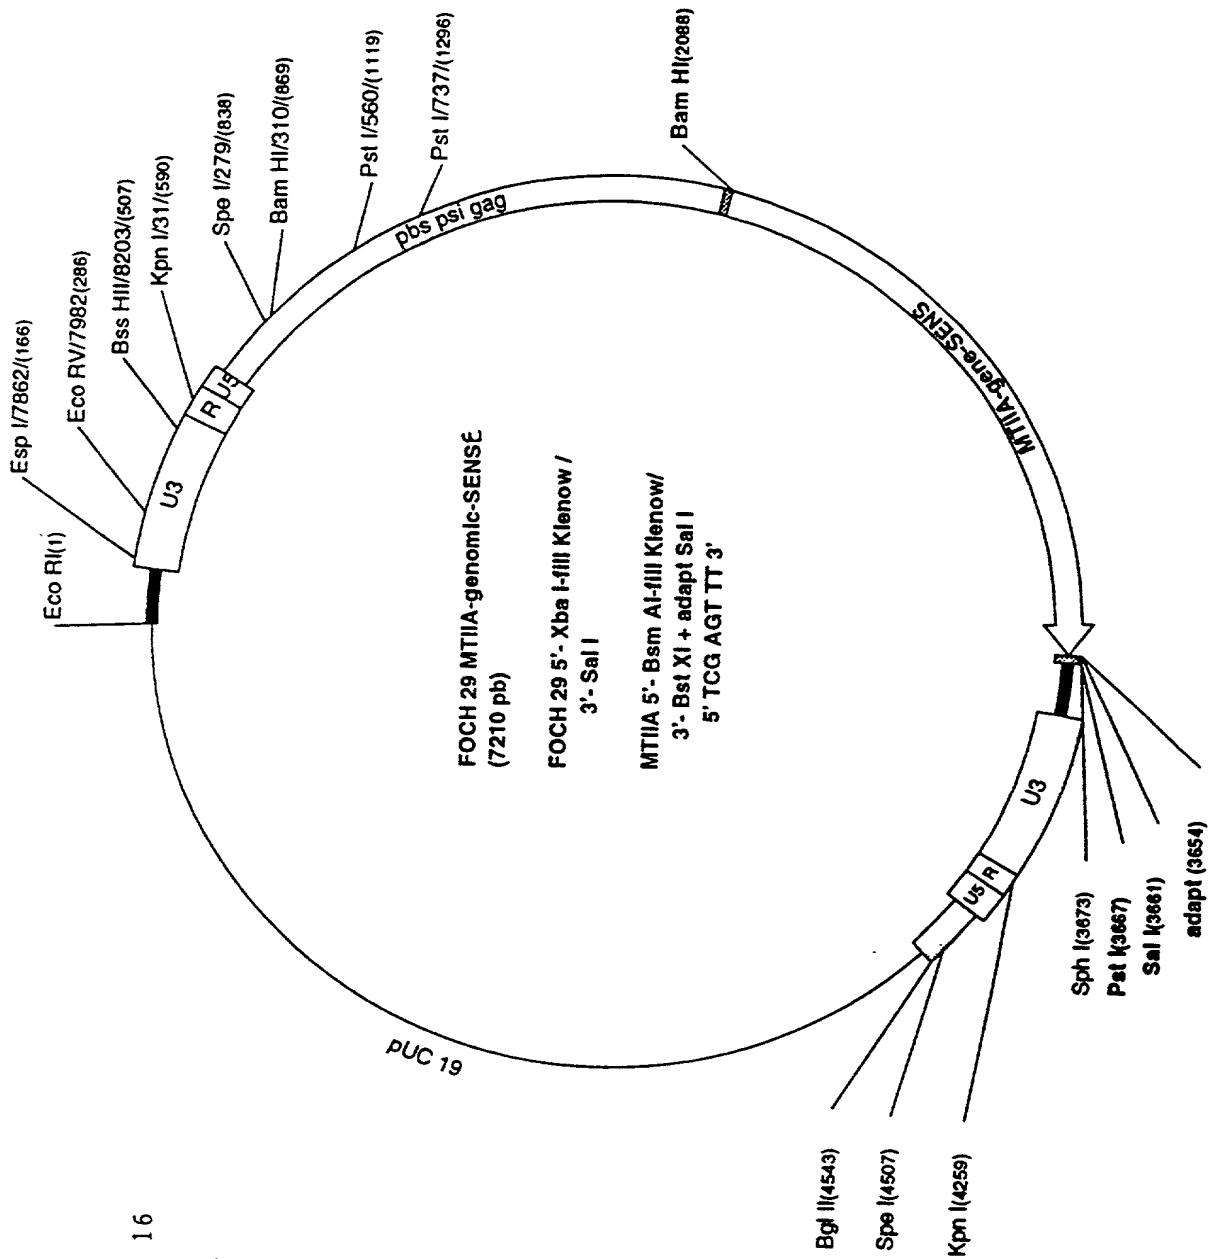 16
Eco RI(1)
Esp I/7862/(166)
Eco RV/7982(286)
Bss HII/8203/(507)
Kpn I/31/(590)
Spe I/279/(838)
Bam HI/310/(869)
Pst I/560/(1119)
Pst I/737/(1296)
Bam HI(2088)
U3
R
U5
pbs psi gag
MTIIA-gene-SENS
FOCH 29 MTIIA-genomic-SENSE
(7210 pb)
FOCH 29 5'- Xba I-fill Klenow /
3'- Sal I
MTIIA 5'- Bsm AI-fill Klenow/
3'- Bst XI + adapt Sal I
5' TCG AGT TT 3'
pUC 19
U5
R
U3
Bgl II(4543)
Spe I(4507)
Kpn I(4259)
Sph I(3673)
Pst I(3667)
Sal I(3661)
adapt (3654)